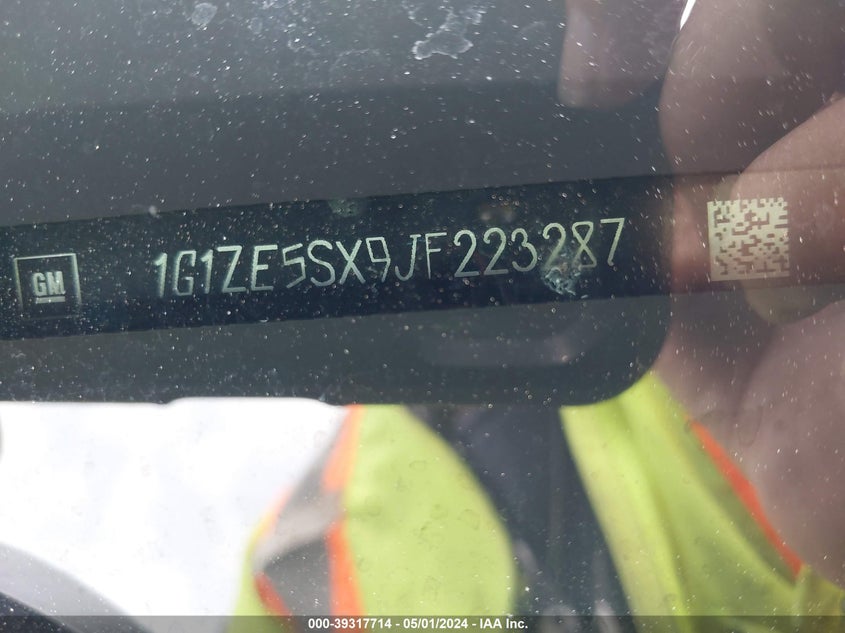 GM 1G1ZE5SX9JF223287
000-39317714 - 05/01/2024 - IAA Inc.